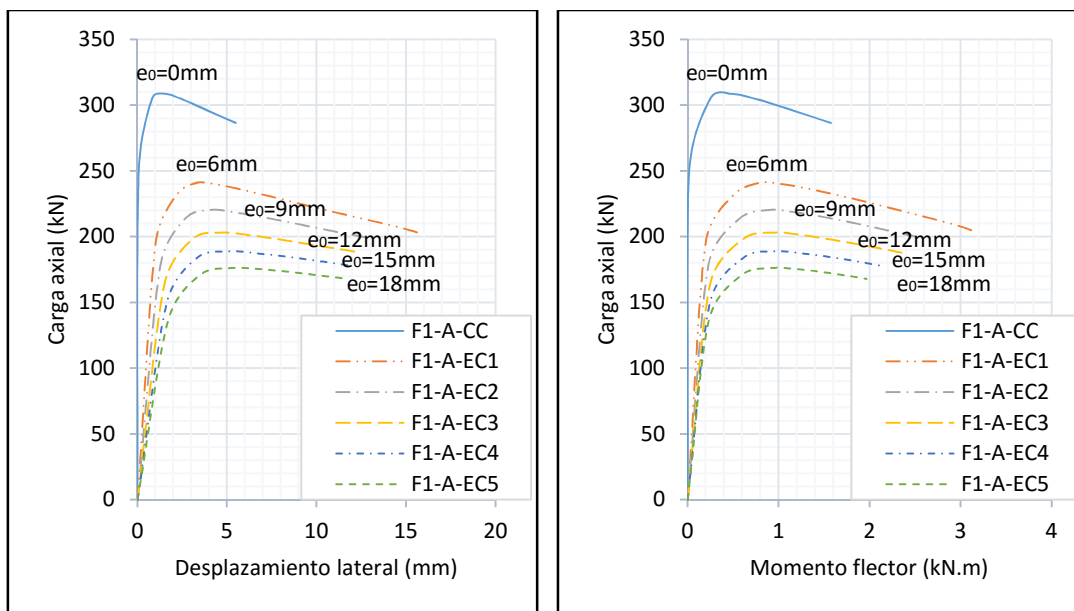 350
300
250
200
150
100
50
0
Carga axial (kN)
e0=0mm
e0=6mm
e0=9mm
e0=12mm
e0=15mm
e0=18mm
F1-A-CC
F1-A-EC1
F1-A-EC2
F1-A-EC3
F1-A-EC4
F1-A-EC5
0 5 10 15 20
Desplazamiento lateral (mm)
350
300
250
200
150
100
50
0
Carga axial (kN)
e0=0mm
e0=6mm
e0=9mm
e0=12mm
e0=15mm
e0=18mm
F1-A-CC
F1-A-EC1
F1-A-EC2
F1-A-EC3
F1-A-EC4
F1-A-EC5
0 1 2 3 4
Momento flector (kN.m)